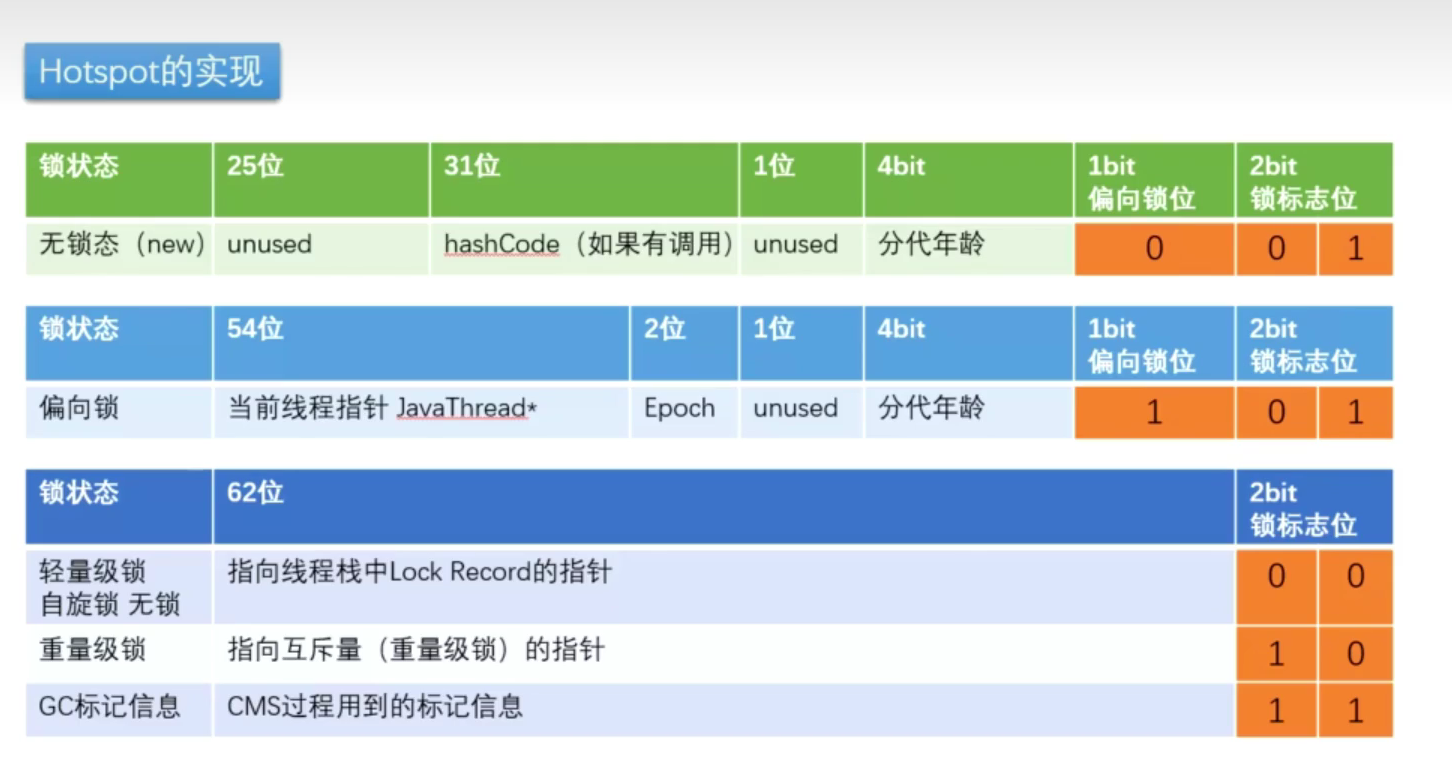 Hotspot的实现
锁状态 25位 31位 1位 4bit 1bit 2bit
偏向锁位 锁标志位
无锁态（new） unused hashCode（如果有调用） unused 分代年龄 0 0 1
锁状态 54位 2位 1位 4bit 1bit 2bit
偏向锁位 锁标志位
偏向锁 当前线程指针 JavaThread* Epoch unused 分代年龄 1 0 1
锁状态 62位 2bit
锁标志位
轻量级锁 指向线程栈中Lock Record的指针 0 0
自旋锁 无锁
重量级锁 指向互斥量（重量级锁）的指针 1 0
GC标记信息 CMS过程用到的标记信息 1 1